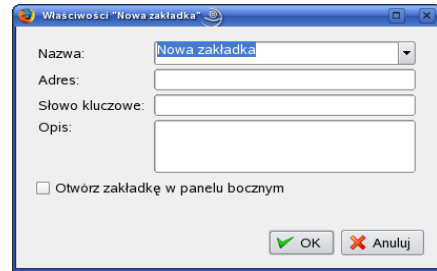 Właściwości "Nowa zakładka"
Nazwa: Nowa zakładka
Adres:
Słowo kluczowe:
Opis:
Otwórz zakładkę w panelu bocznym
OK Anuluj